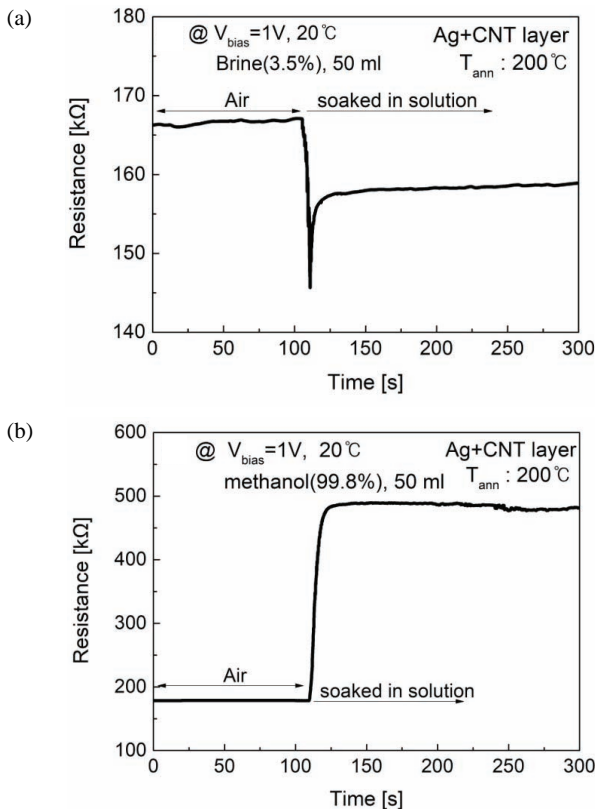 (a)
180
@ V_bias=1V, 20℃
Ag+CNT layer
Brine(3.5%), 50 ml
T_ann : 200℃
170
Air
soaked in solution
160
150
140
Resistance [kΩ]
0 50 100 150 200 250 300
Time [s]
(b)
600
@ V_bias=1V, 20℃
Ag+CNT layer
methanol(99.8%), 50 ml
T_ann : 200℃
500
400
300
200
100
Air
soaked in solution
Resistance [kΩ]
0 50 100 150 200 250 300
Time [s]